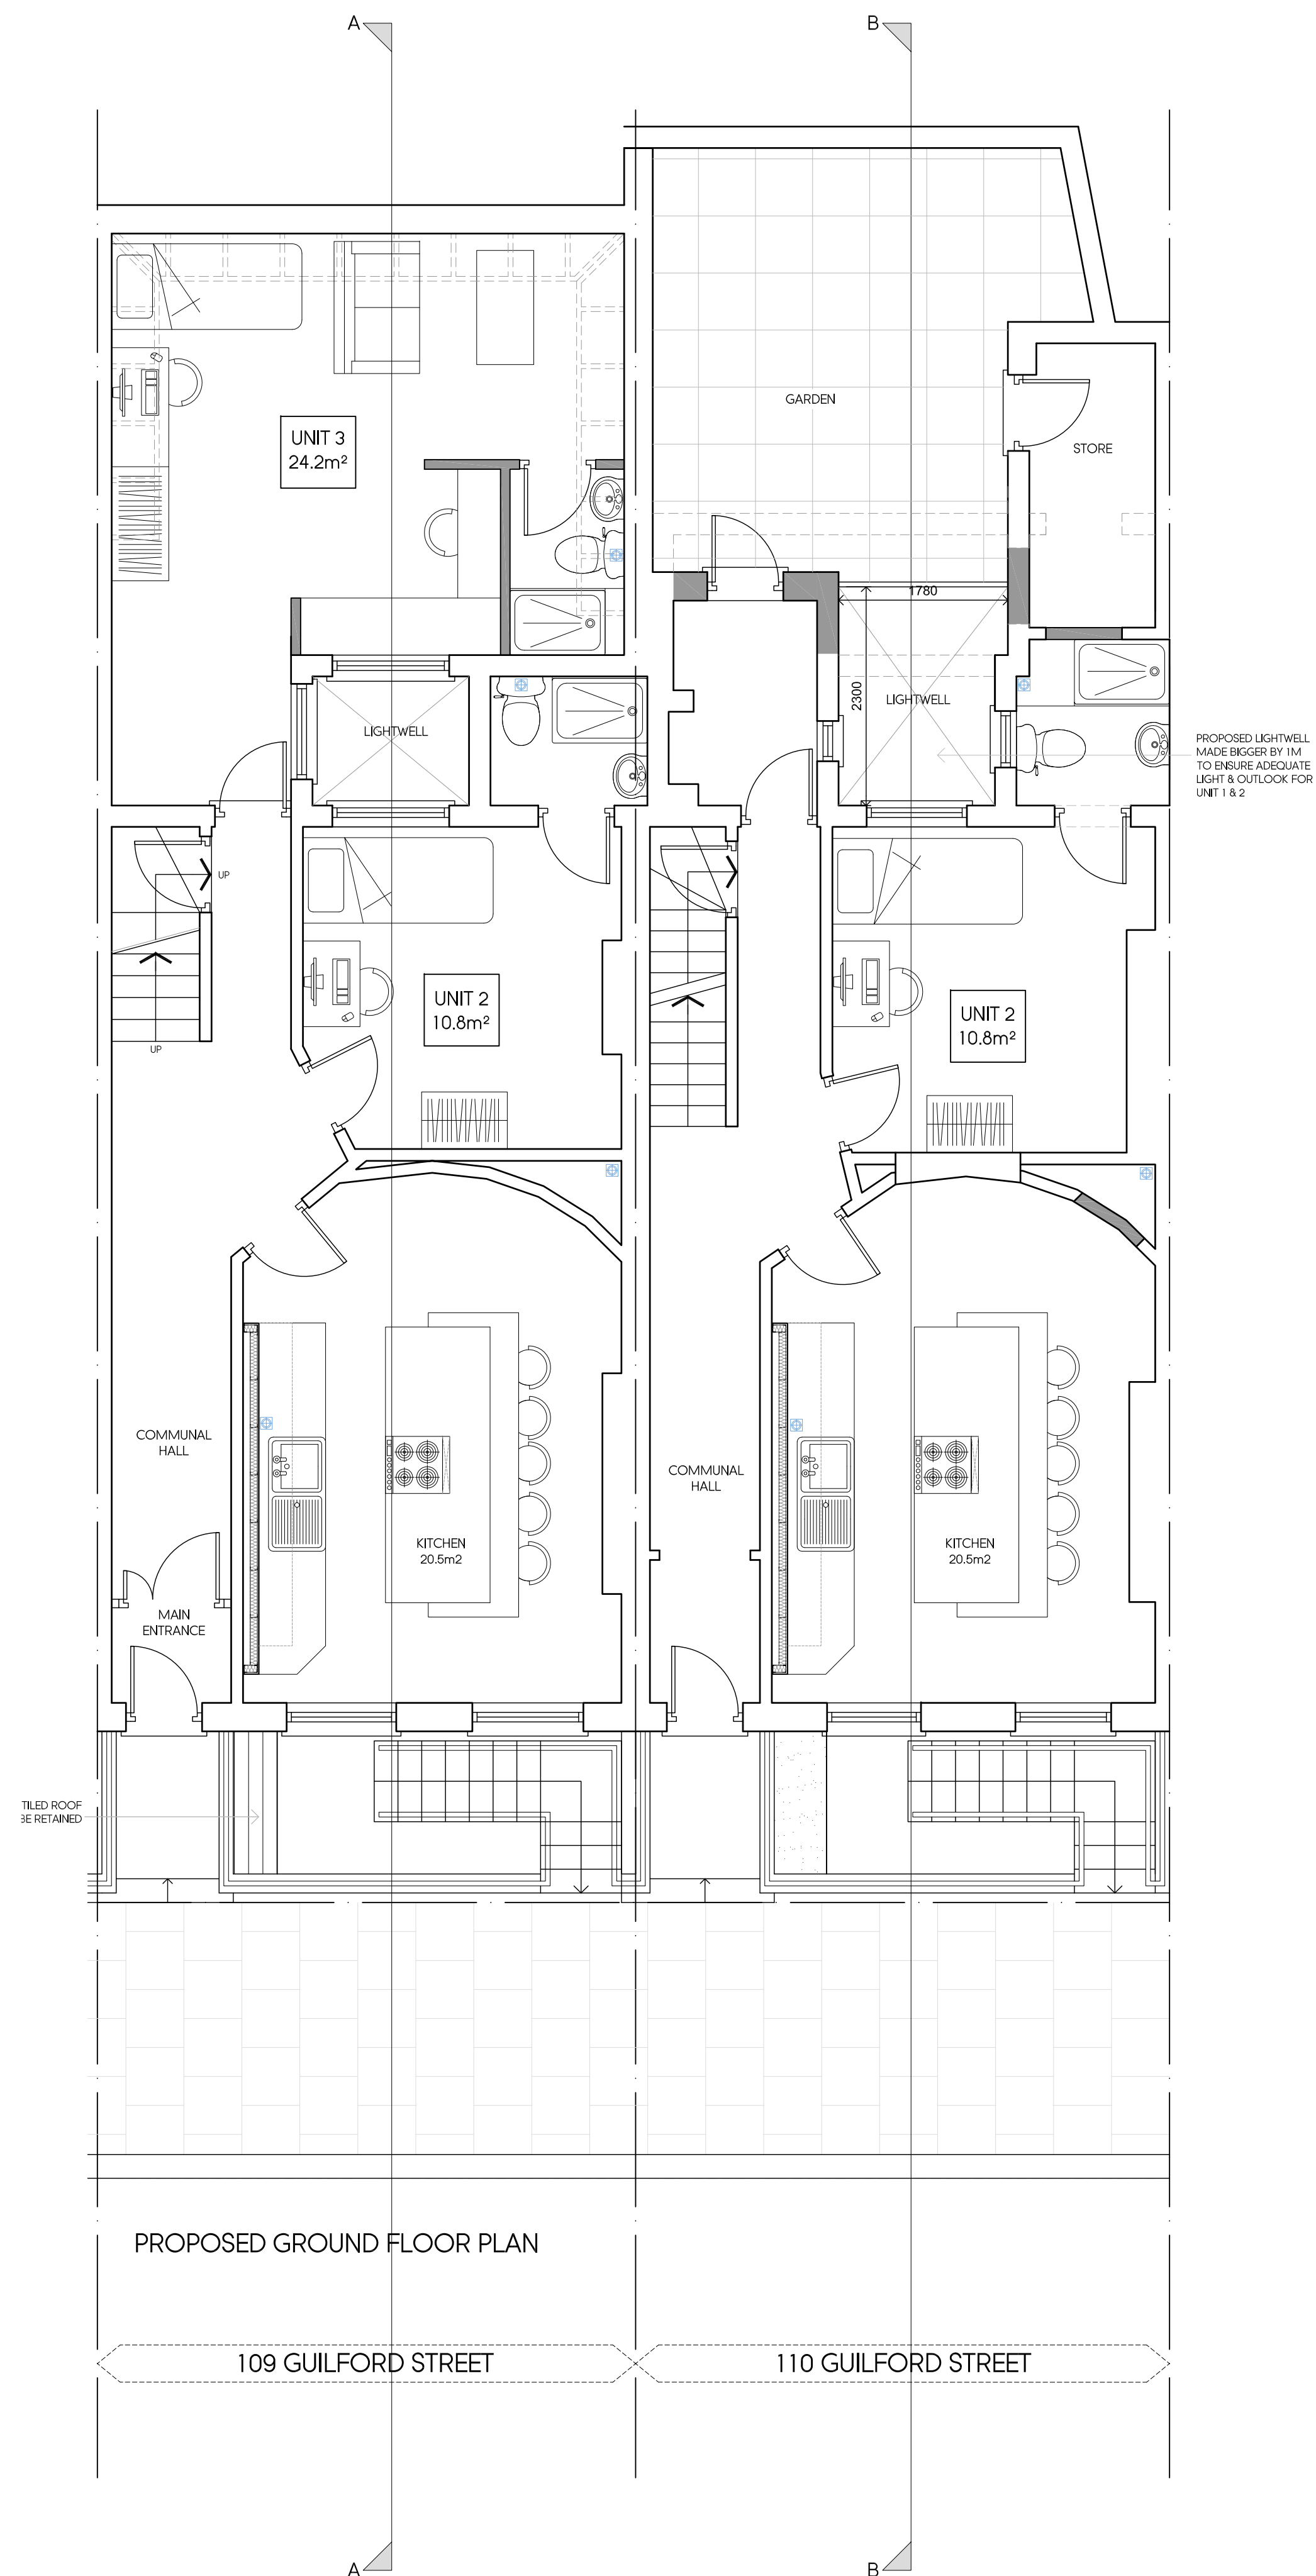 A
B
UNIT 3
24.2m²
GARDEN
STORE
1780
2300
LIGHTWELL
LIGHTWELL
PROPOSED LIGHTWELL
MADE BIGGER BY 1M
TO ENSURE ADEQUATE
LIGHT & OUTLOOK FOR
UNIT 1 & 2
UP
UP
UNIT 2
10.8m²
UNIT 2
10.8m²
COMMUNAL
HALL
COMMUNAL
HALL
KITCHEN
20.5m2
KITCHEN
20.5m2
MAIN
ENTRANCE
TILED ROOF
BE RETAINED
PROPOSED GROUND FLOOR PLAN
109 GUILFORD STREET
110 GUILFORD STREET
A
B